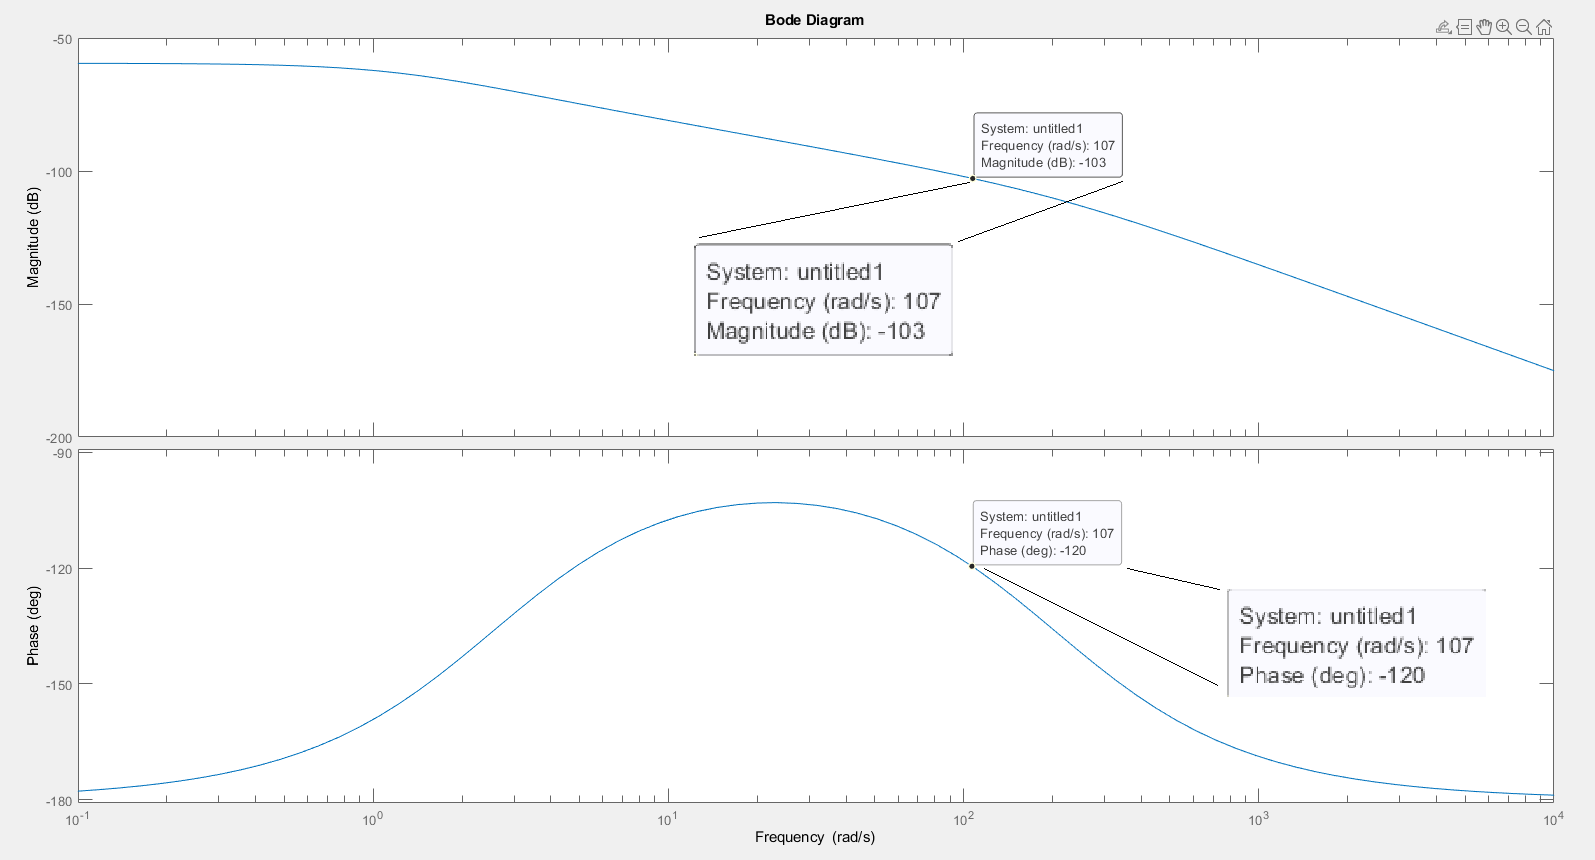 Bode Diagram
-50
-100
-150
-200
Magnitude (dB)
System: untitled1
Frequency (rad/s): 107
Magnitude (dB): -103
System: untitled1
Frequency (rad/s): 107
Magnitude (dB): -103
-90
-120
-150
-180
Phase (deg)
System: untitled1
Frequency (rad/s): 107
Phase (deg): -120
System: untitled1
Frequency (rad/s): 107
Phase (deg): -120
10⁻¹ 10⁰ 10¹ 10² 10³ 10⁴
Frequency (rad/s)